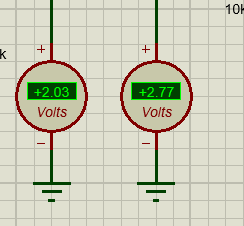 10K
k
+ +
+2.03 +2.77
Volts Volts
− −